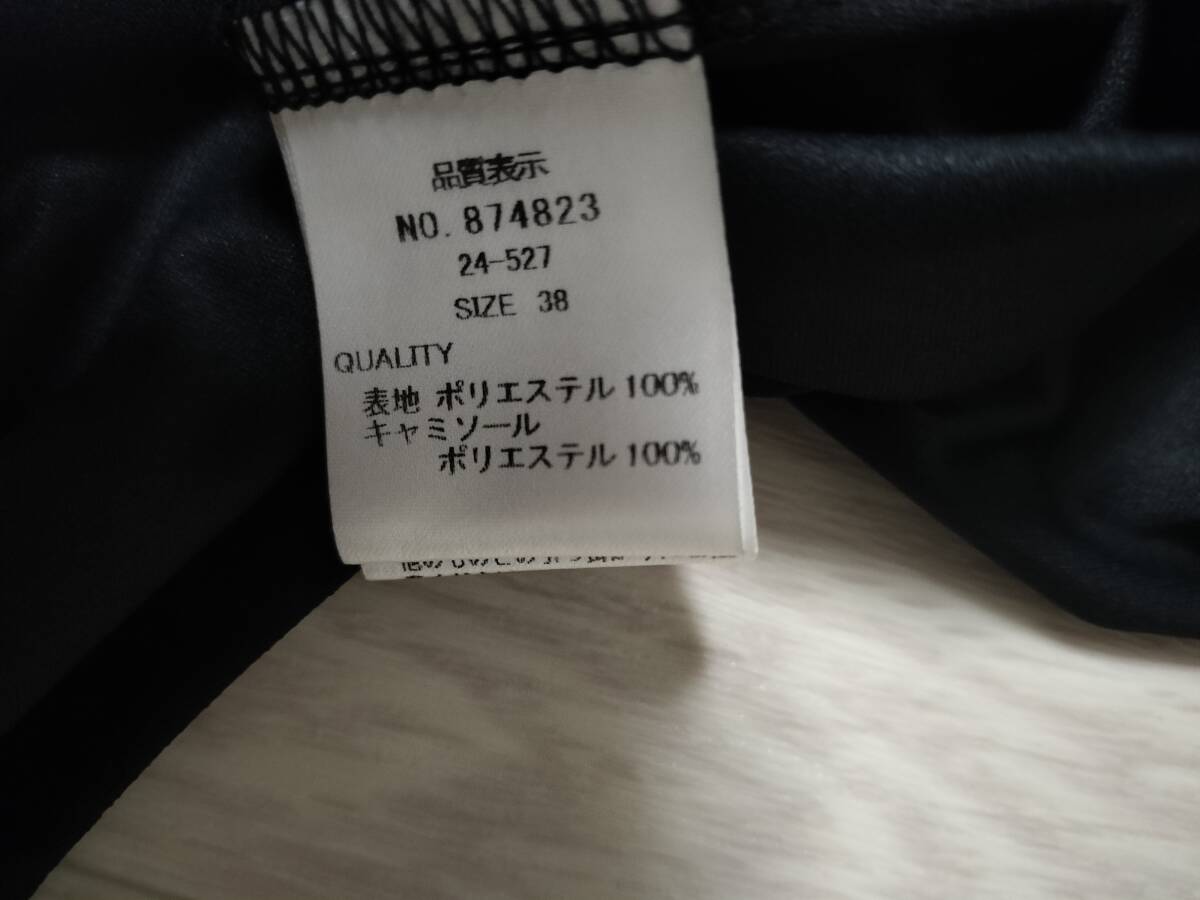 品質表示
NO. 874823
24-527
SIZE 38
QUALITY
表地 ポリエステル 100%
キャミソール
ポリエステル 100%